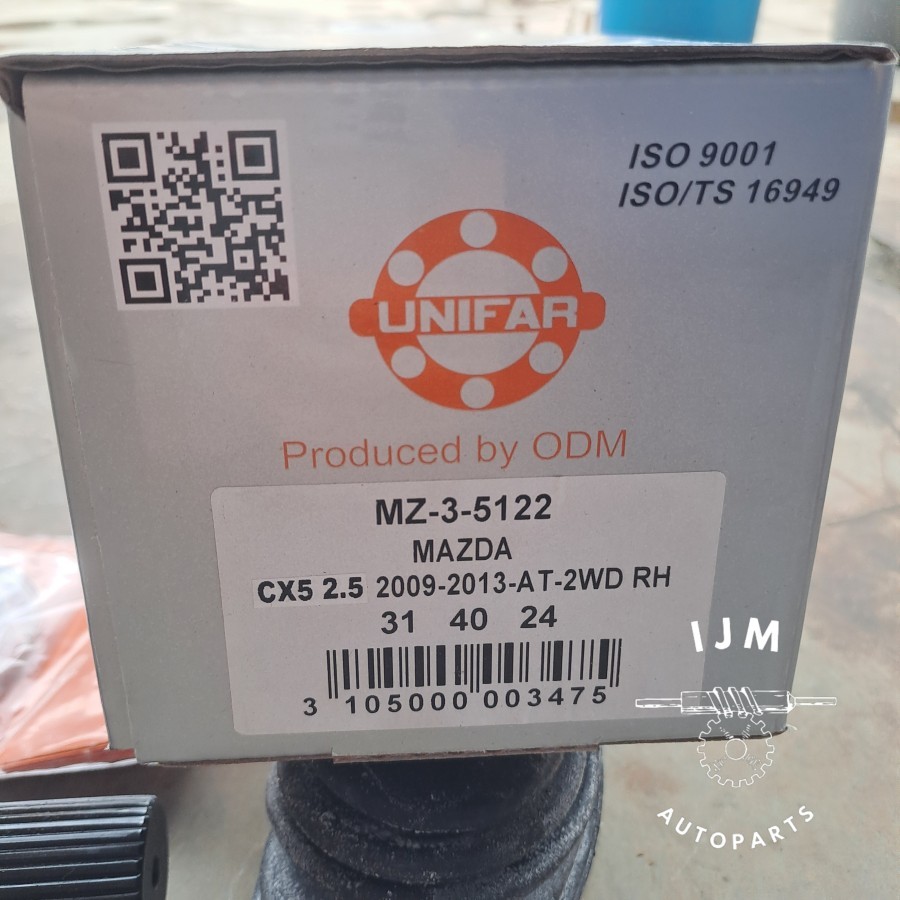 ISO 9001
ISO/TS 16949
UNIFAR
Produced by ODM
MZ-3-5122
MAZDA
CX5 2.5 2009-2013-AT-2WD RH
31 40 24
3 105000 003475
IJM
AUTOPARTS